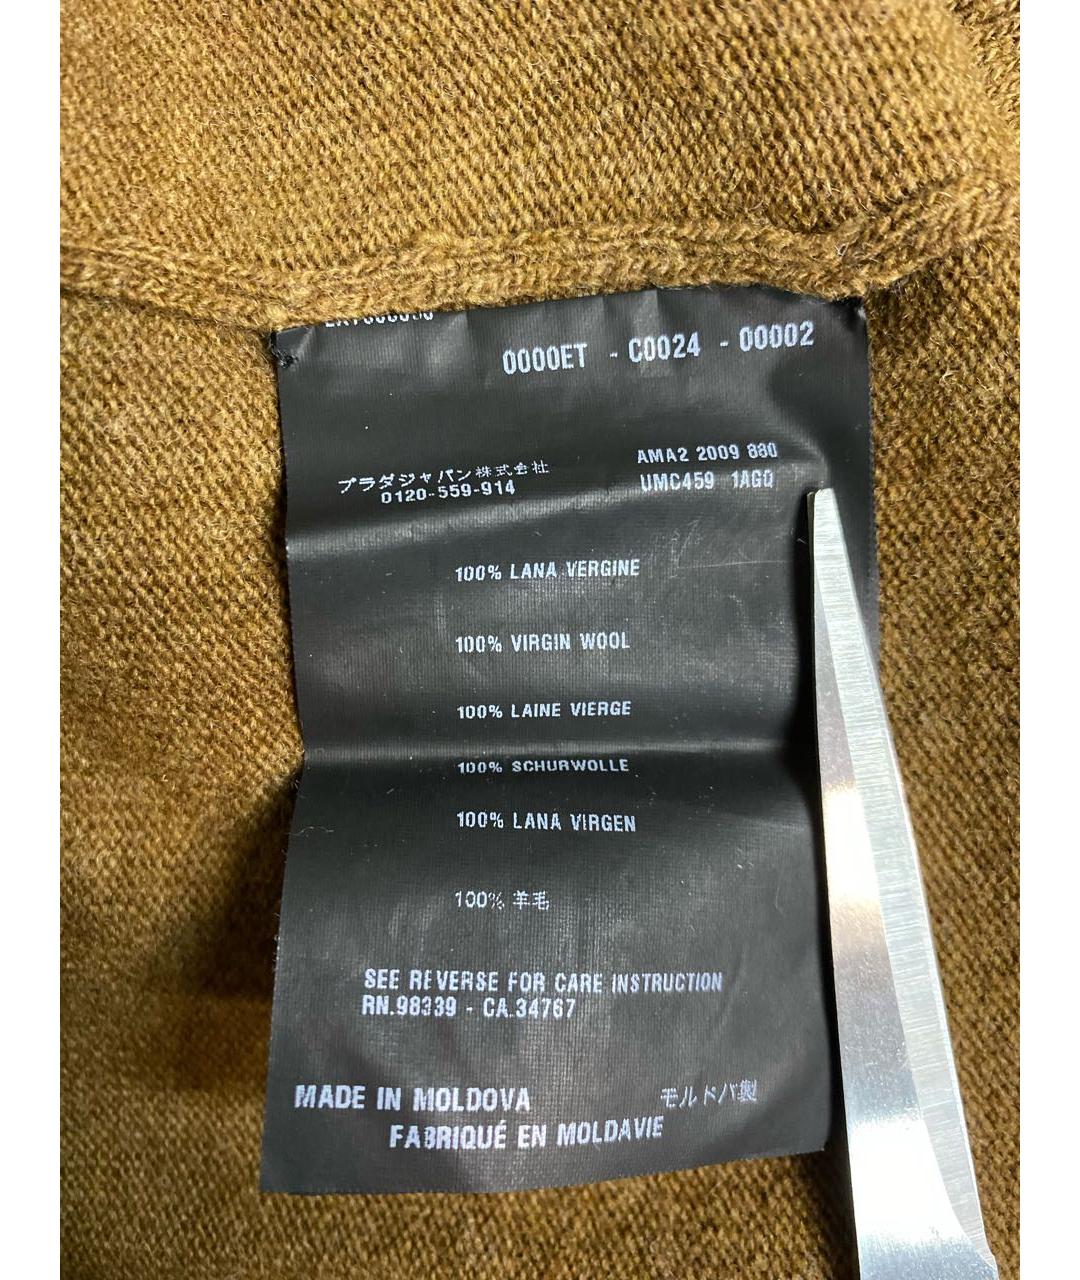 0000ET - C0024 - 00002
AMA2 2009 880
プラダジャパン株式会社
UMC459 1AGQ
0120-559-914
100% LANA VERGINE
100% VIRGIN WOOL
100% LAINE VIERGE
100% SCHURWOLLE
100% LANA VIRGEN
100% 羊毛
SEE REVERSE FOR CARE INSTRUCTION
RN.98339 - CA.34767
MADE IN MOLDOVA
モルドバ製
FABRIQUÉ EN MOLDAVIE